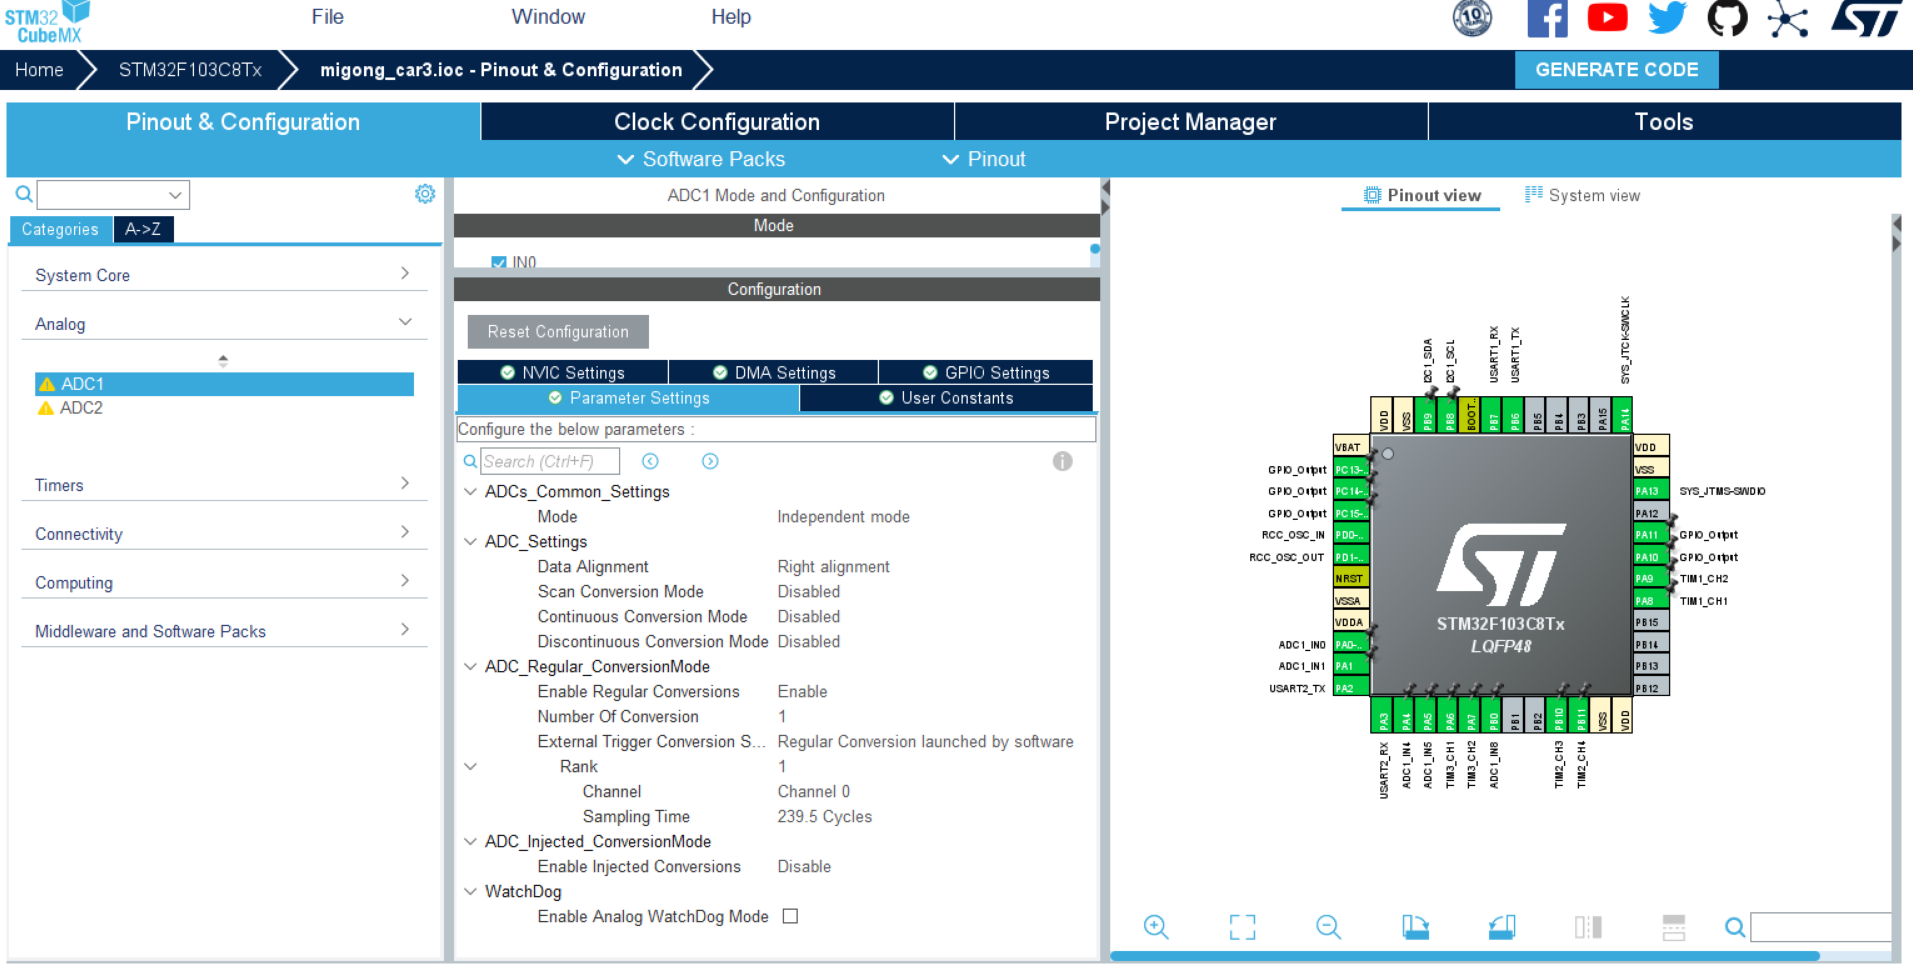 STM32
CubeMX
File
Window
Help
10
Home
STM32F103C8Tx
migong_car3.ioc - Pinout & Configuration
GENERATE CODE
Pinout & Configuration
Clock Configuration
Project Manager
Tools
Software Packs
Pinout
Categories
A->Z
System Core
Analog
ADC1
ADC2
Timers
Connectivity
Computing
Middleware and Software Packs
ADC1 Mode and Configuration
Mode
IN0
Configuration
Reset Configuration
NVIC Settings
DMA Settings
GPIO Settings
Parameter Settings
User Constants
Configure the below parameters :
Search (Ctrl+F)
ADCs_Common_Settings
Mode Independent mode
ADC_Settings
Data Alignment Right alignment
Scan Conversion Mode Disabled
Continuous Conversion Mode Disabled
Discontinuous Conversion Mode Disabled
ADC_Regular_ConversionMode
Enable Regular Conversions Enable
Number Of Conversion 1
External Trigger Conversion S... Regular Conversion launched by software
Rank 1
Channel Channel 0
Sampling Time 239.5 Cycles
ADC_Injected_ConversionMode
Enable Injected Conversions Disable
WatchDog
Enable Analog WatchDog Mode
Pinout view
System view
I2C1_SDA
I2C1_SCL
USART1_RX
USART1_TX
SYS_JTCK-SWCLK
VDD
VSS
PB9
PB8
BOOT..
PB7
PB6
PB5
PB4
PB3
PA15
PA14
VBAT
GPIO_Output PC13-..
GPIO_Output PC14-..
GPIO_Output PC15-..
RCC_OSC_IN PD0-..
RCC_OSC_OUT PD1-..
NRST
VSSA
VDDA
ADC1_IN0 PA0-..
ADC1_IN1 PA1
USART2_TX PA2
STM32F103C8Tx
LQFP48
VDD
VSS
PA13 SYS_JTMS-SWDIO
PA12
PA11 GPIO_Output
PA10 GPIO_Output
PA9 TIM1_CH2
PA8 TIM1_CH1
PB15
PB14
PB13
PB12
PA3
PA4
PA5
PA6
PA7
PB0
PB1
PB2
PB10
PB11
VSS
VDD
USART2_RX
ADC1_IN4
ADC1_IN5
TIM3_CH1
TIM3_CH2
ADC1_IN8
TIM2_CH3
TIM2_CH4